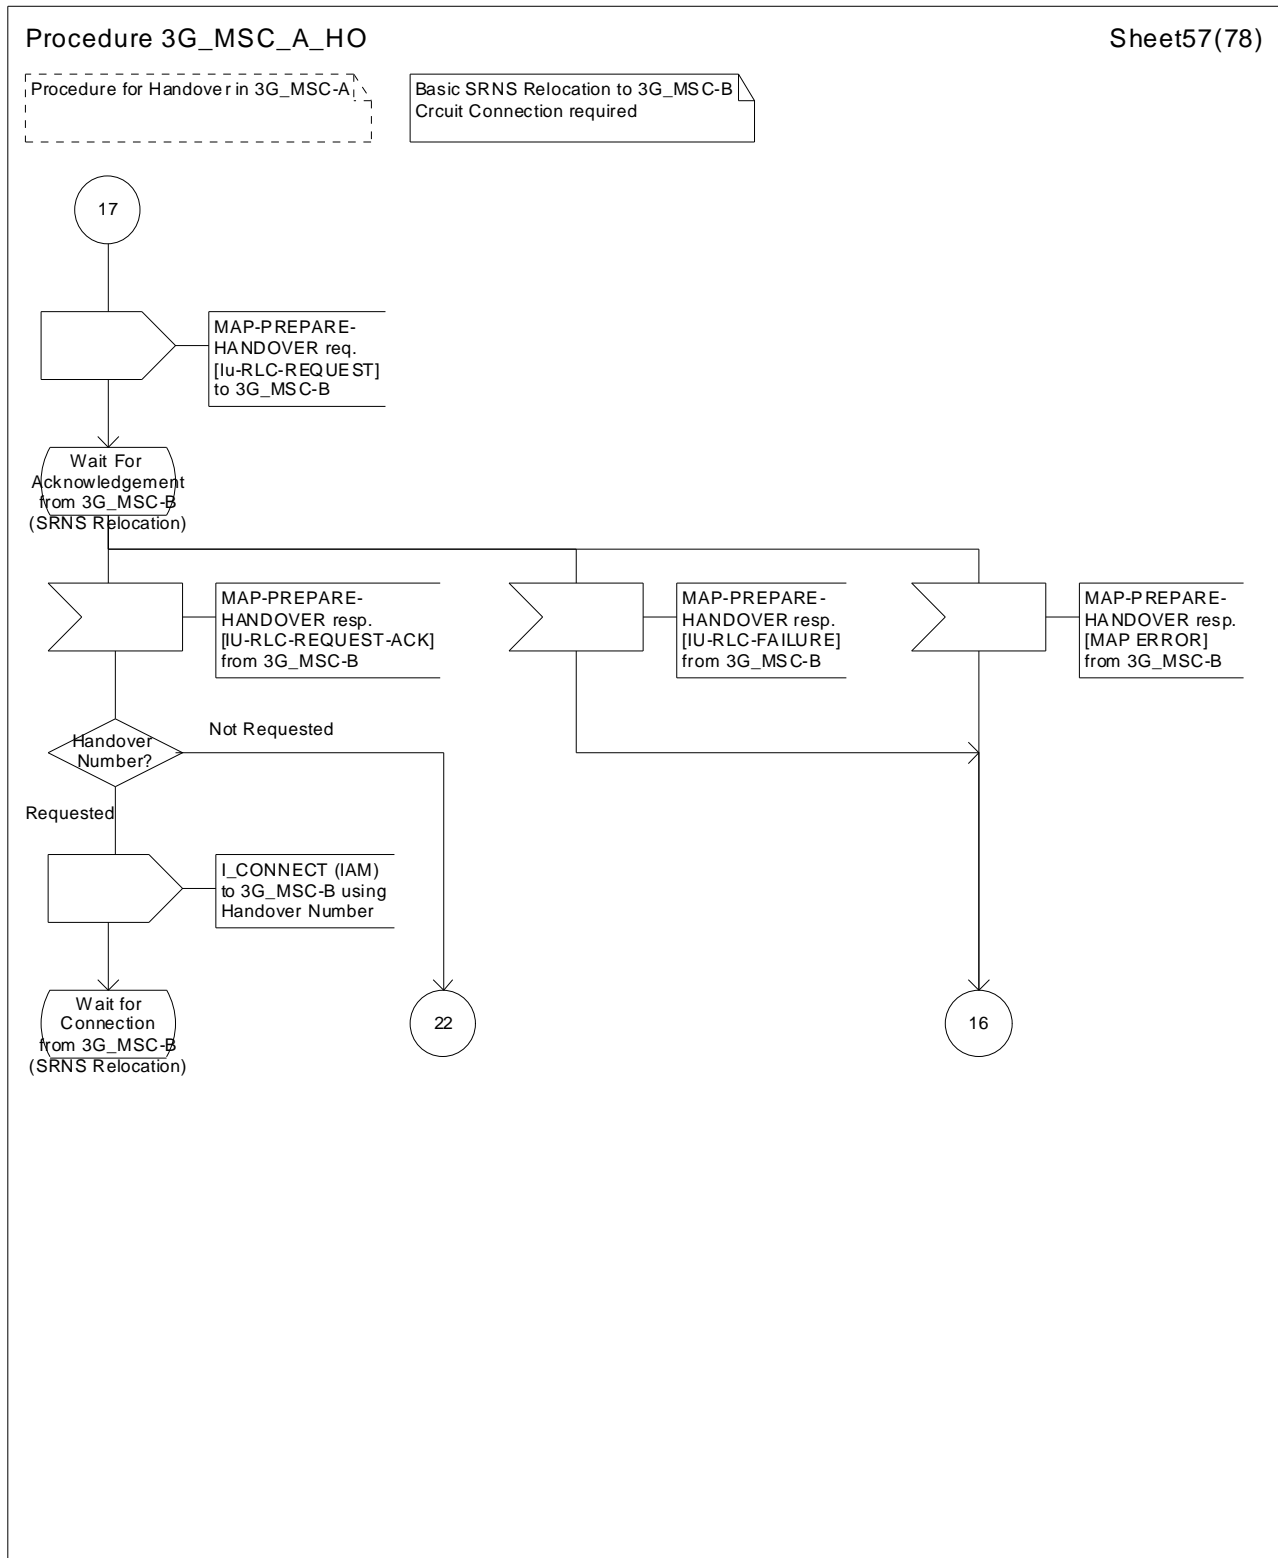 Procedure 3G_MSC_A_HO
Sheet57(78)
Procedure for Handover in 3G_MSC-A
Basic SRNS Relocation to 3G_MSC-B
Crcuit Connection required
17
MAP-PREPARE-
HANDOVER req.
[Iu-RLC-REQUEST]
to 3G_MSC-B
Wait For
Acknowledgement
from 3G_MSC-B
(SRNS Relocation)
MAP-PREPARE-
HANDOVER resp.
[IU-RLC-REQUEST-ACK]
from 3G_MSC-B
MAP-PREPARE-
HANDOVER resp.
[IU-RLC-FAILURE]
from 3G_MSC-B
MAP-PREPARE-
HANDOVER resp.
[MAP ERROR]
from 3G_MSC-B
Handover
Number?
Not Requested
Requested
I_CONNECT (IAM)
to 3G_MSC-B using
Handover Number
Wait for
Connection
from 3G_MSC-B
(SRNS Relocation)
22
16